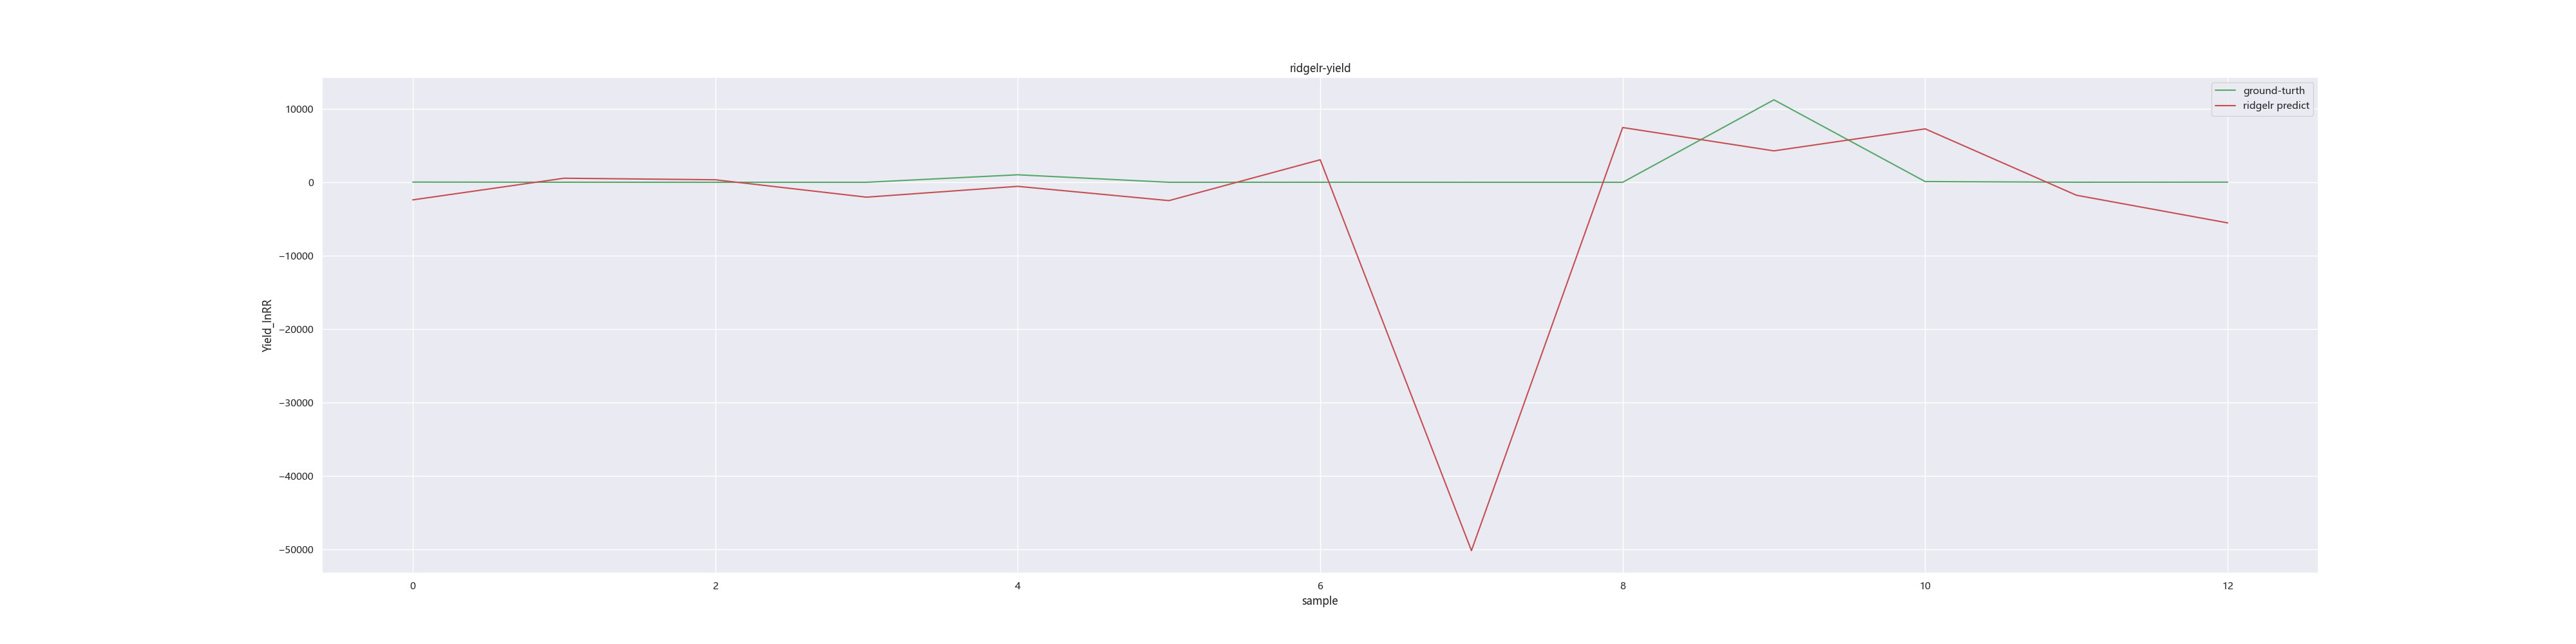 ridgelr-yield
ground-turth
ridgelr predict
10000
0
−10000
−20000
−30000
−40000
−50000
Yield_lnRR
0 2 4 6 8 10 12
sample